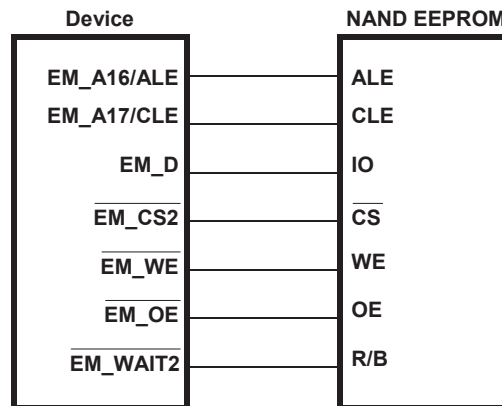 Device
NAND EEPROM
EM_A16/ALE
ALE
EM_A17/CLE
CLE
EM_D
IO
EM_CS2
CS
EM_WE
WE
EM_OE
OE
EM_WAIT2
R/B